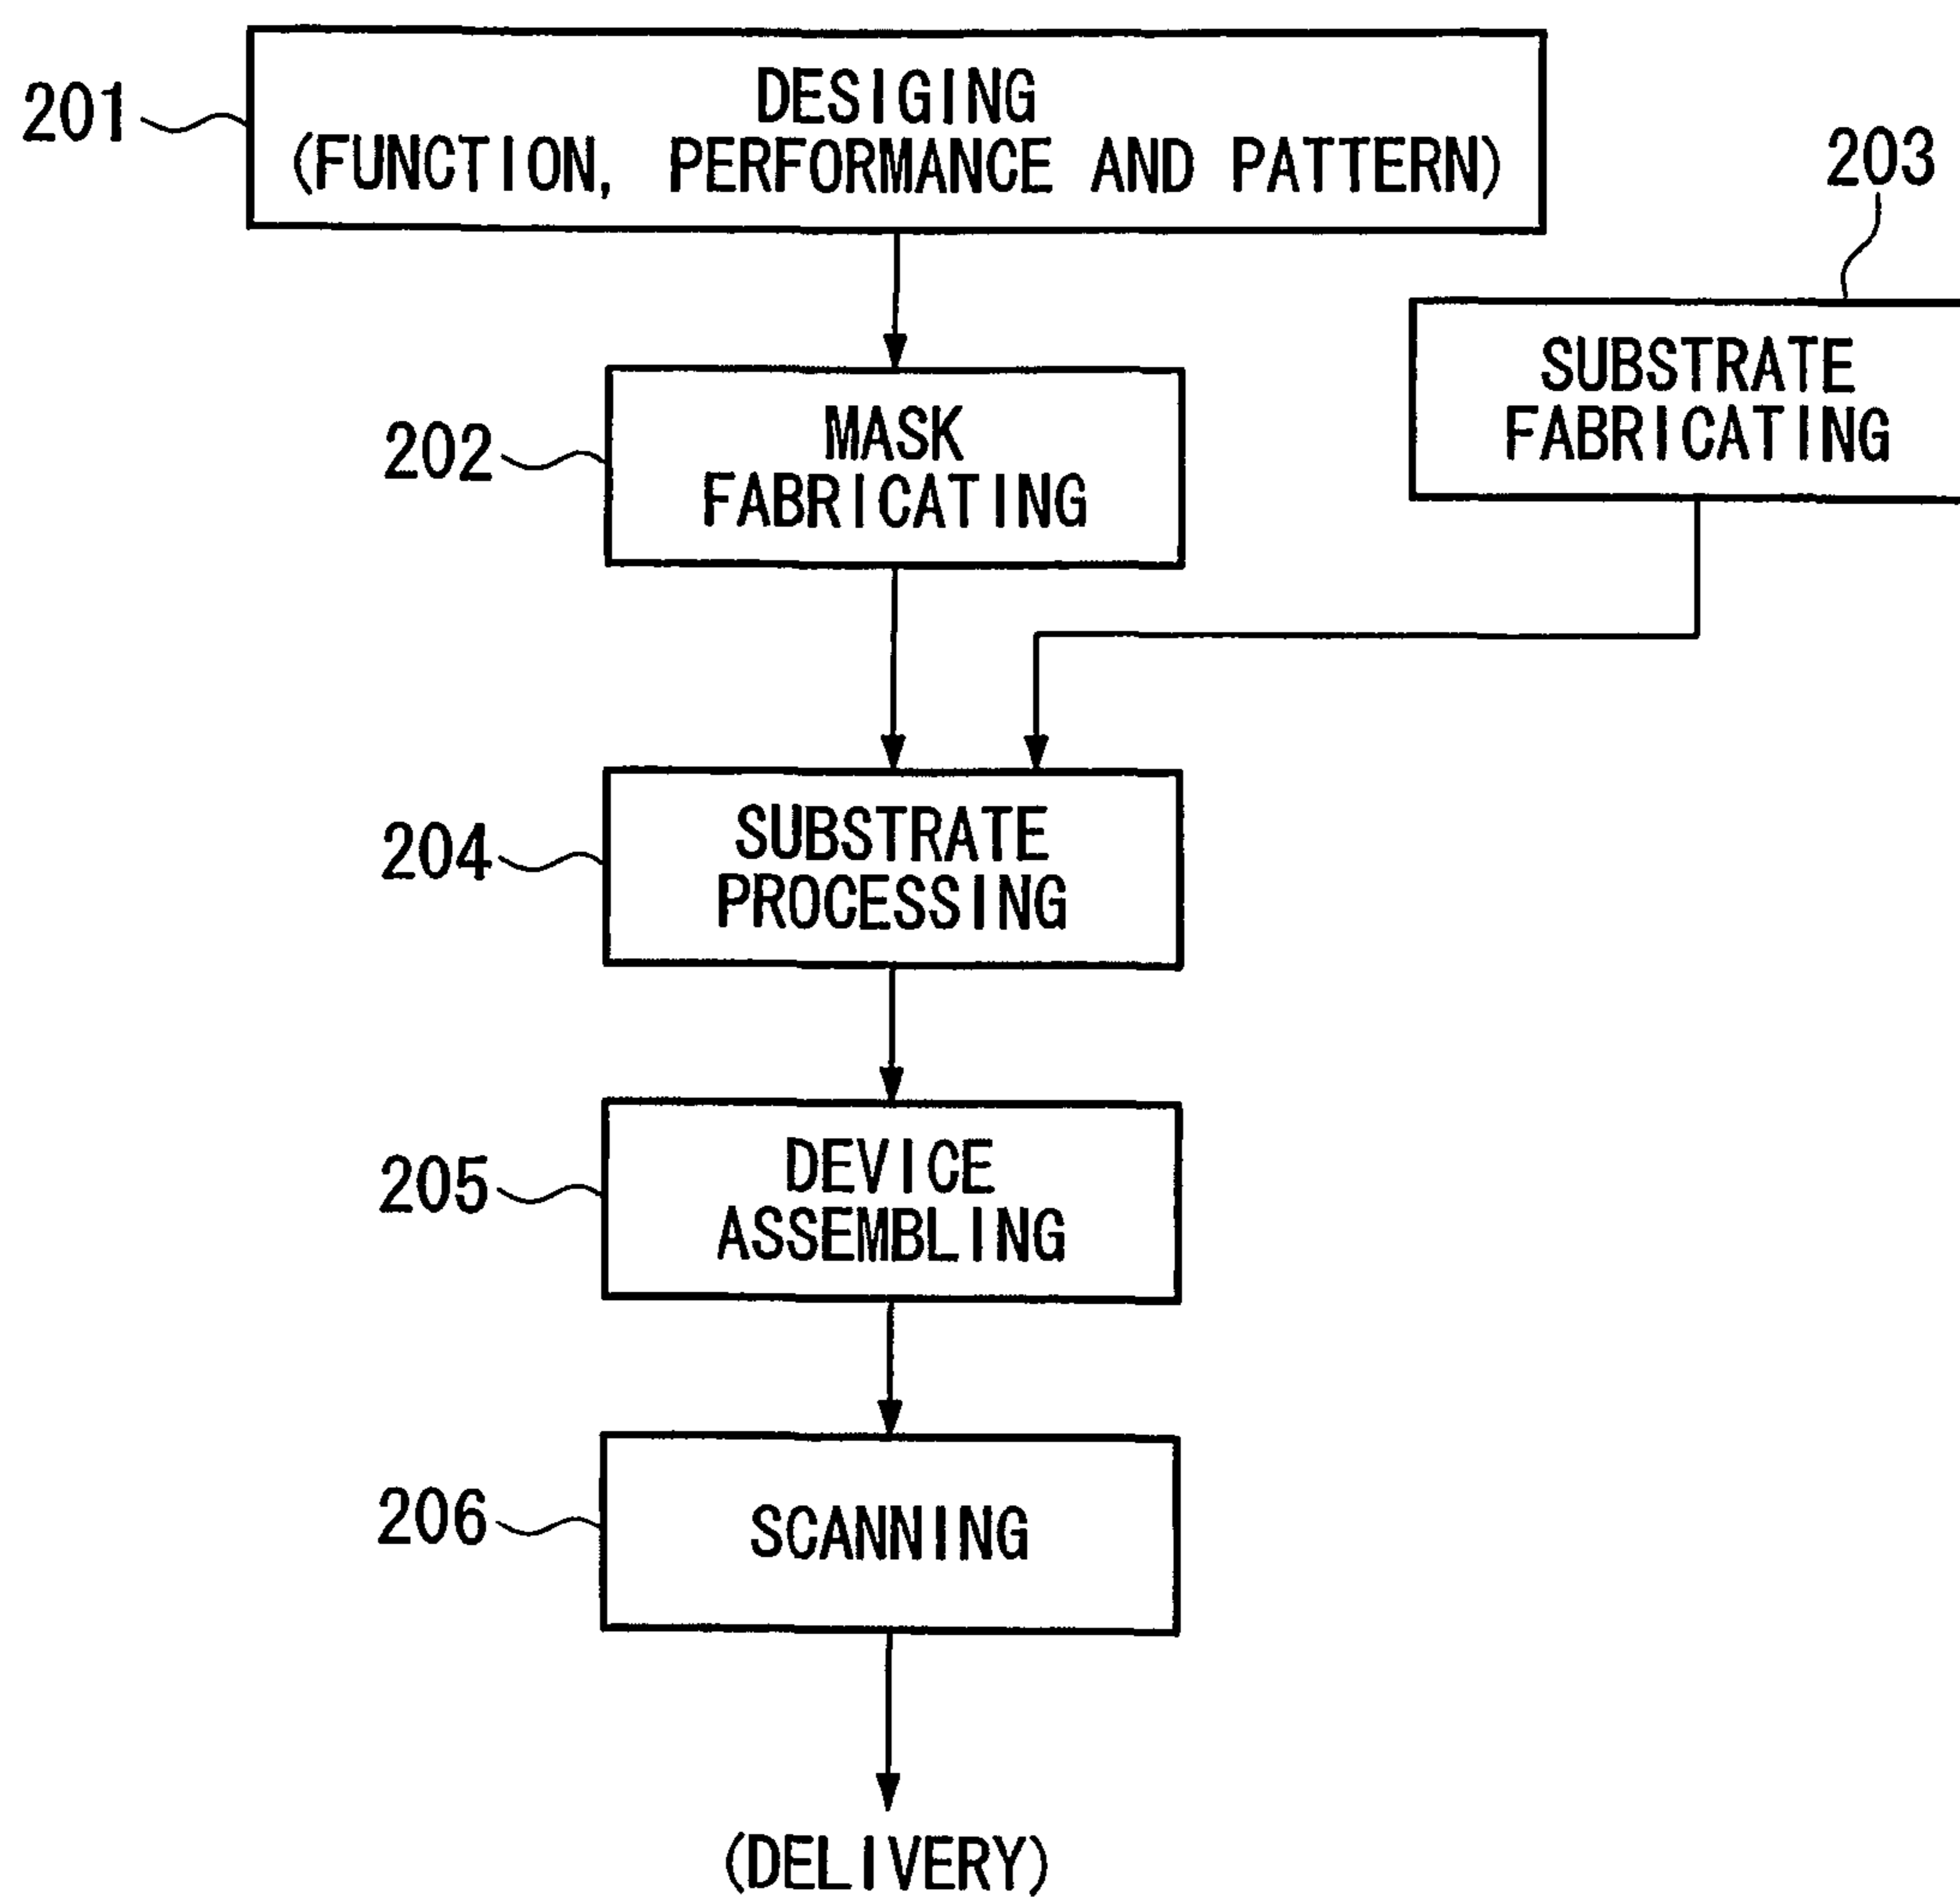 201
DESIGING
(FUNCTION, PERFORMANCE AND PATTERN)
203
SUBSTRATE
FABRICATING
202
MASK
FABRICATING
204
SUBSTRATE
PROCESSING
205
DEVICE
ASSEMBLING
206
SCANNING
(DELIVERY)